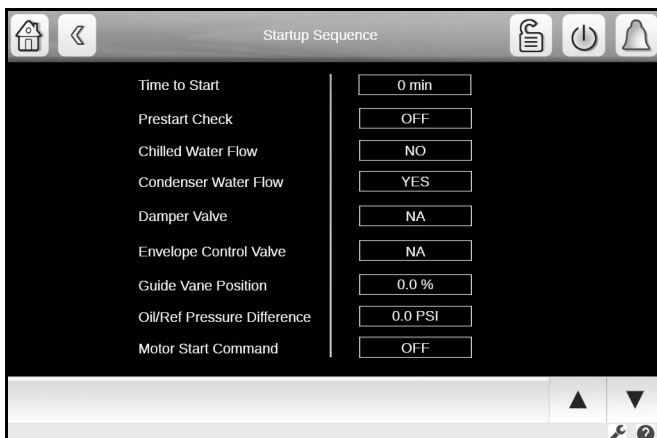 Startup Sequence
Time to Start 0 min
Prestart Check OFF
Chilled Water Flow NO
Condenser Water Flow YES
Damper Valve NA
Envelope Control Valve NA
Guide Vane Position 0.0 %
Oil/Ref Pressure Difference 0.0 PSI
Motor Start Command OFF